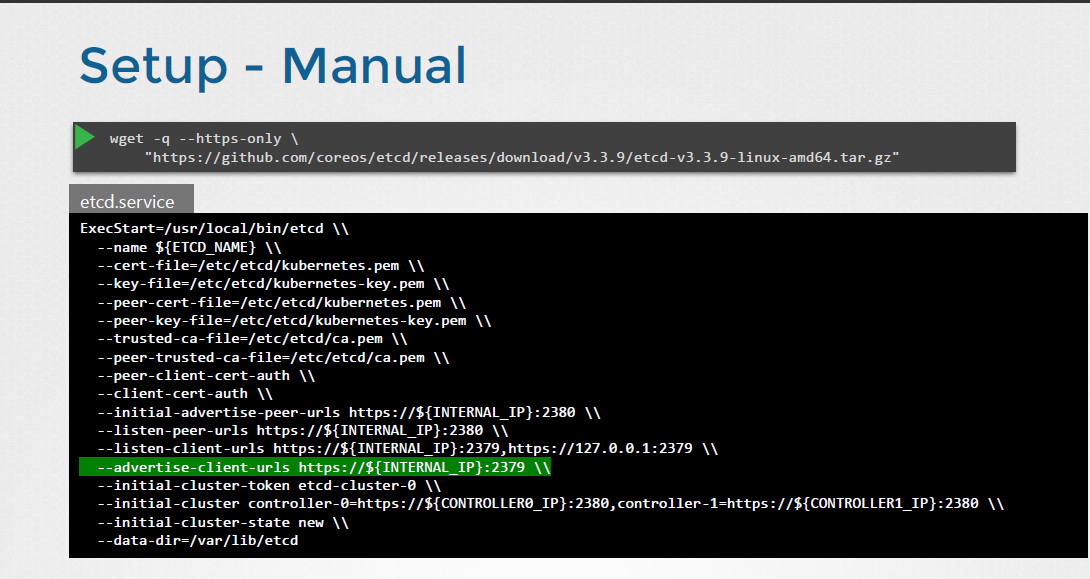 Setup - Manual
wget -q --https-only \
"https://github.com/coreos/etcd/releases/download/v3.3.9/etcd-v3.3.9-linux-amd64.tar.gz"
etcd.service
ExecStart=/usr/local/bin/etcd \\
--name ${ETCD_NAME} \\
--cert-file=/etc/etcd/kubernetes.pem \\
--key-file=/etc/etcd/kubernetes-key.pem \\
--peer-cert-file=/etc/etcd/kubernetes.pem \\
--peer-key-file=/etc/etcd/kubernetes-key.pem \\
--trusted-ca-file=/etc/etcd/ca.pem \\
--peer-trusted-ca-file=/etc/etcd/ca.pem \\
--peer-client-cert-auth \\
--client-cert-auth \\
--initial-advertise-peer-urls https://${INTERNAL_IP}:2380 \\
--listen-peer-urls https://${INTERNAL_IP}:2380 \\
--listen-client-urls https://${INTERNAL_IP}:2379,https://127.0.0.1:2379 \\
--advertise-client-urls https://${INTERNAL_IP}:2379 \\
--initial-cluster-token etcd-cluster-0 \\
--initial-cluster controller-0=https://${CONTROLLER0_IP}:2380,controller-1=https://${CONTROLLER1_IP}:2380 \\
--initial-cluster-state new \\
--data-dir=/var/lib/etcd